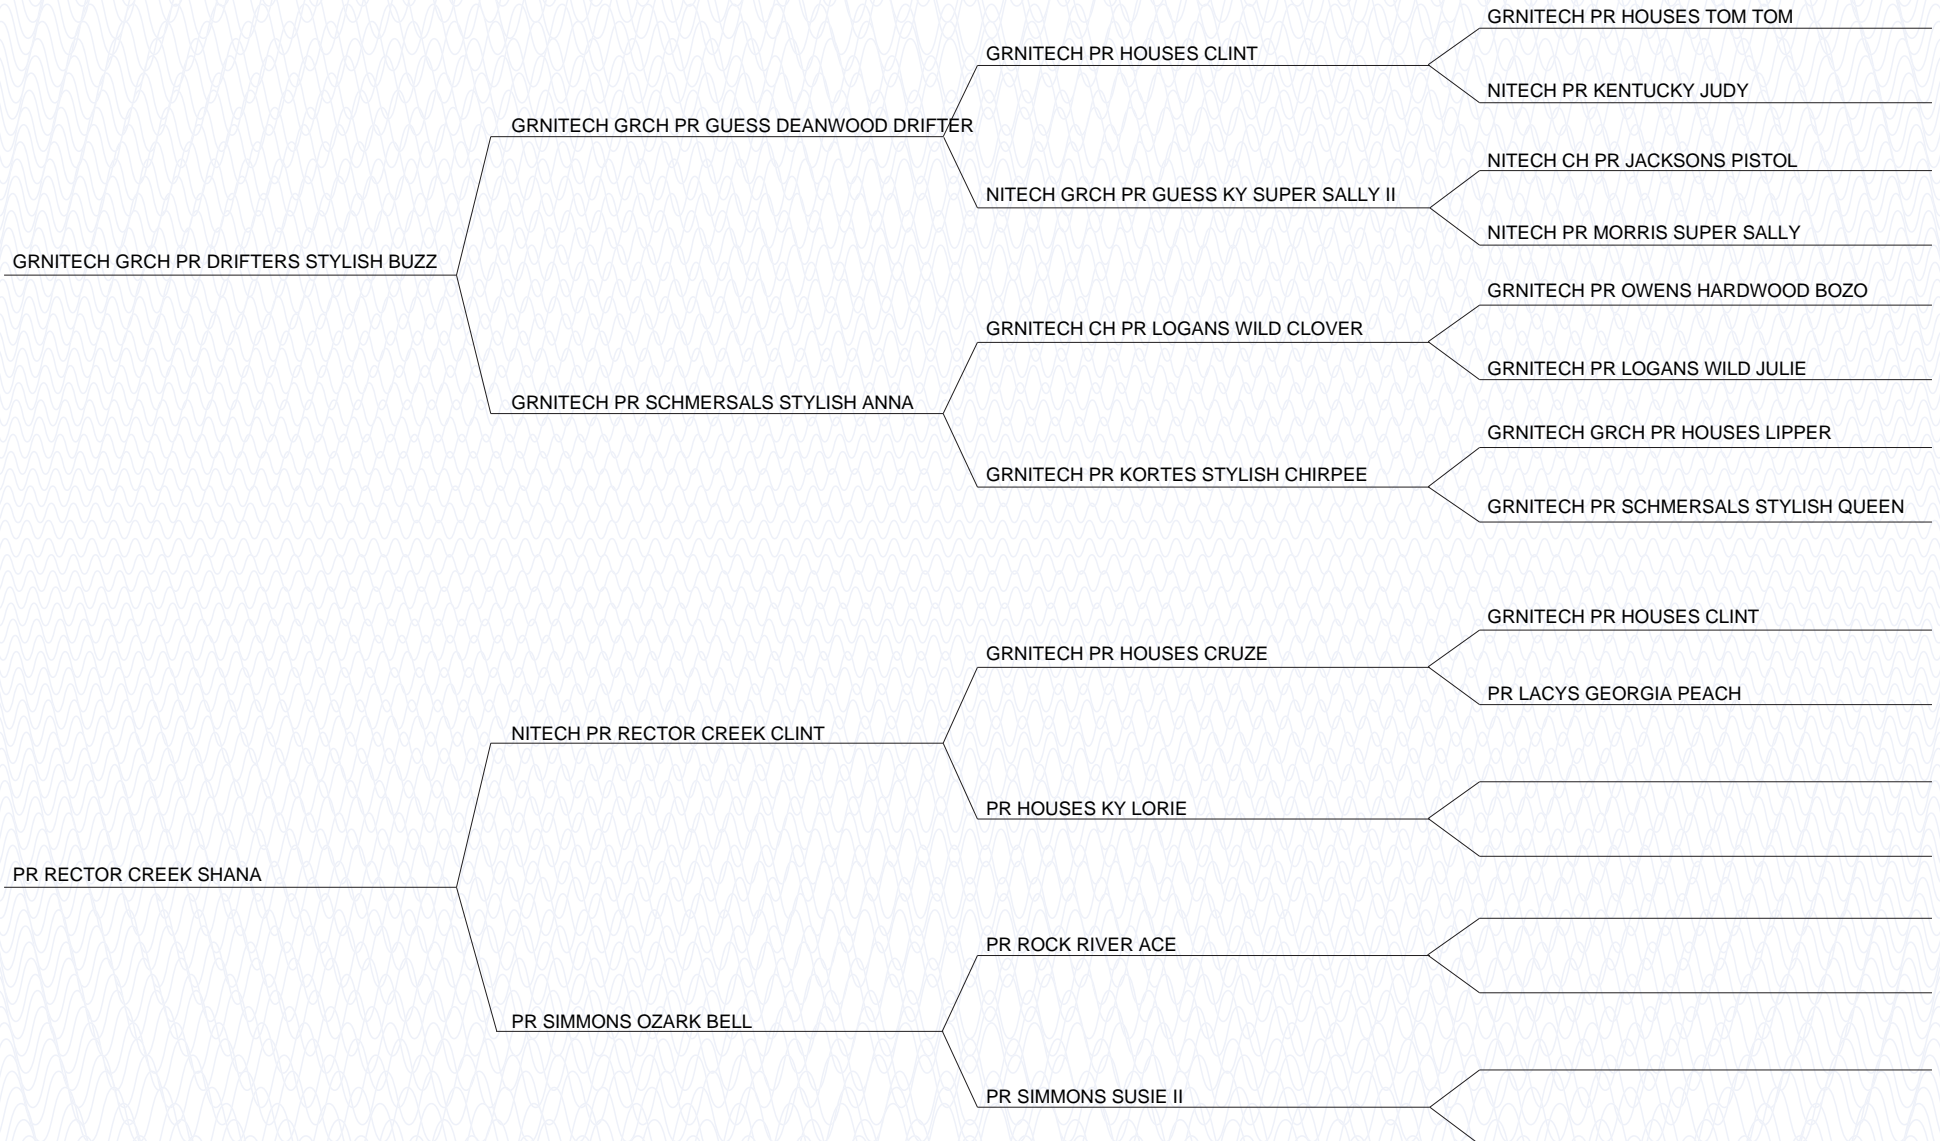 GRNITECH PR HOUSES TOM TOM
GRNITECH PR HOUSES CLINT
NITECH PR KENTUCKY JUDY
GRNITECH GRCH PR GUESS DEANWOOD DRIFTER
NITECH CH PR JACKSONS PISTOL
NITECH GRCH PR GUESS KY SUPER SALLY II
NITECH PR MORRIS SUPER SALLY
GRNITECH GRCH PR DRIFTERS STYLISH BUZZ
GRNITECH PR OWENS HARDWOOD BOZO
GRNITECH CH PR LOGANS WILD CLOVER
GRNITECH PR LOGANS WILD JULIE
GRNITECH PR SCHMERSALS STYLISH ANNA
GRNITECH GRCH PR HOUSES LIPPER
GRNITECH PR KORTES STYLISH CHIRPEE
GRNITECH PR SCHMERSALS STYLISH QUEEN
GRNITECH PR HOUSES CLINT
GRNITECH PR HOUSES CRUZE
PR LACYS GEORGIA PEACH
NITECH PR RECTOR CREEK CLINT
PR HOUSES KY LORIE
PR RECTOR CREEK SHANA
PR ROCK RIVER ACE
PR SIMMONS OZARK BELL
PR SIMMONS SUSIE II